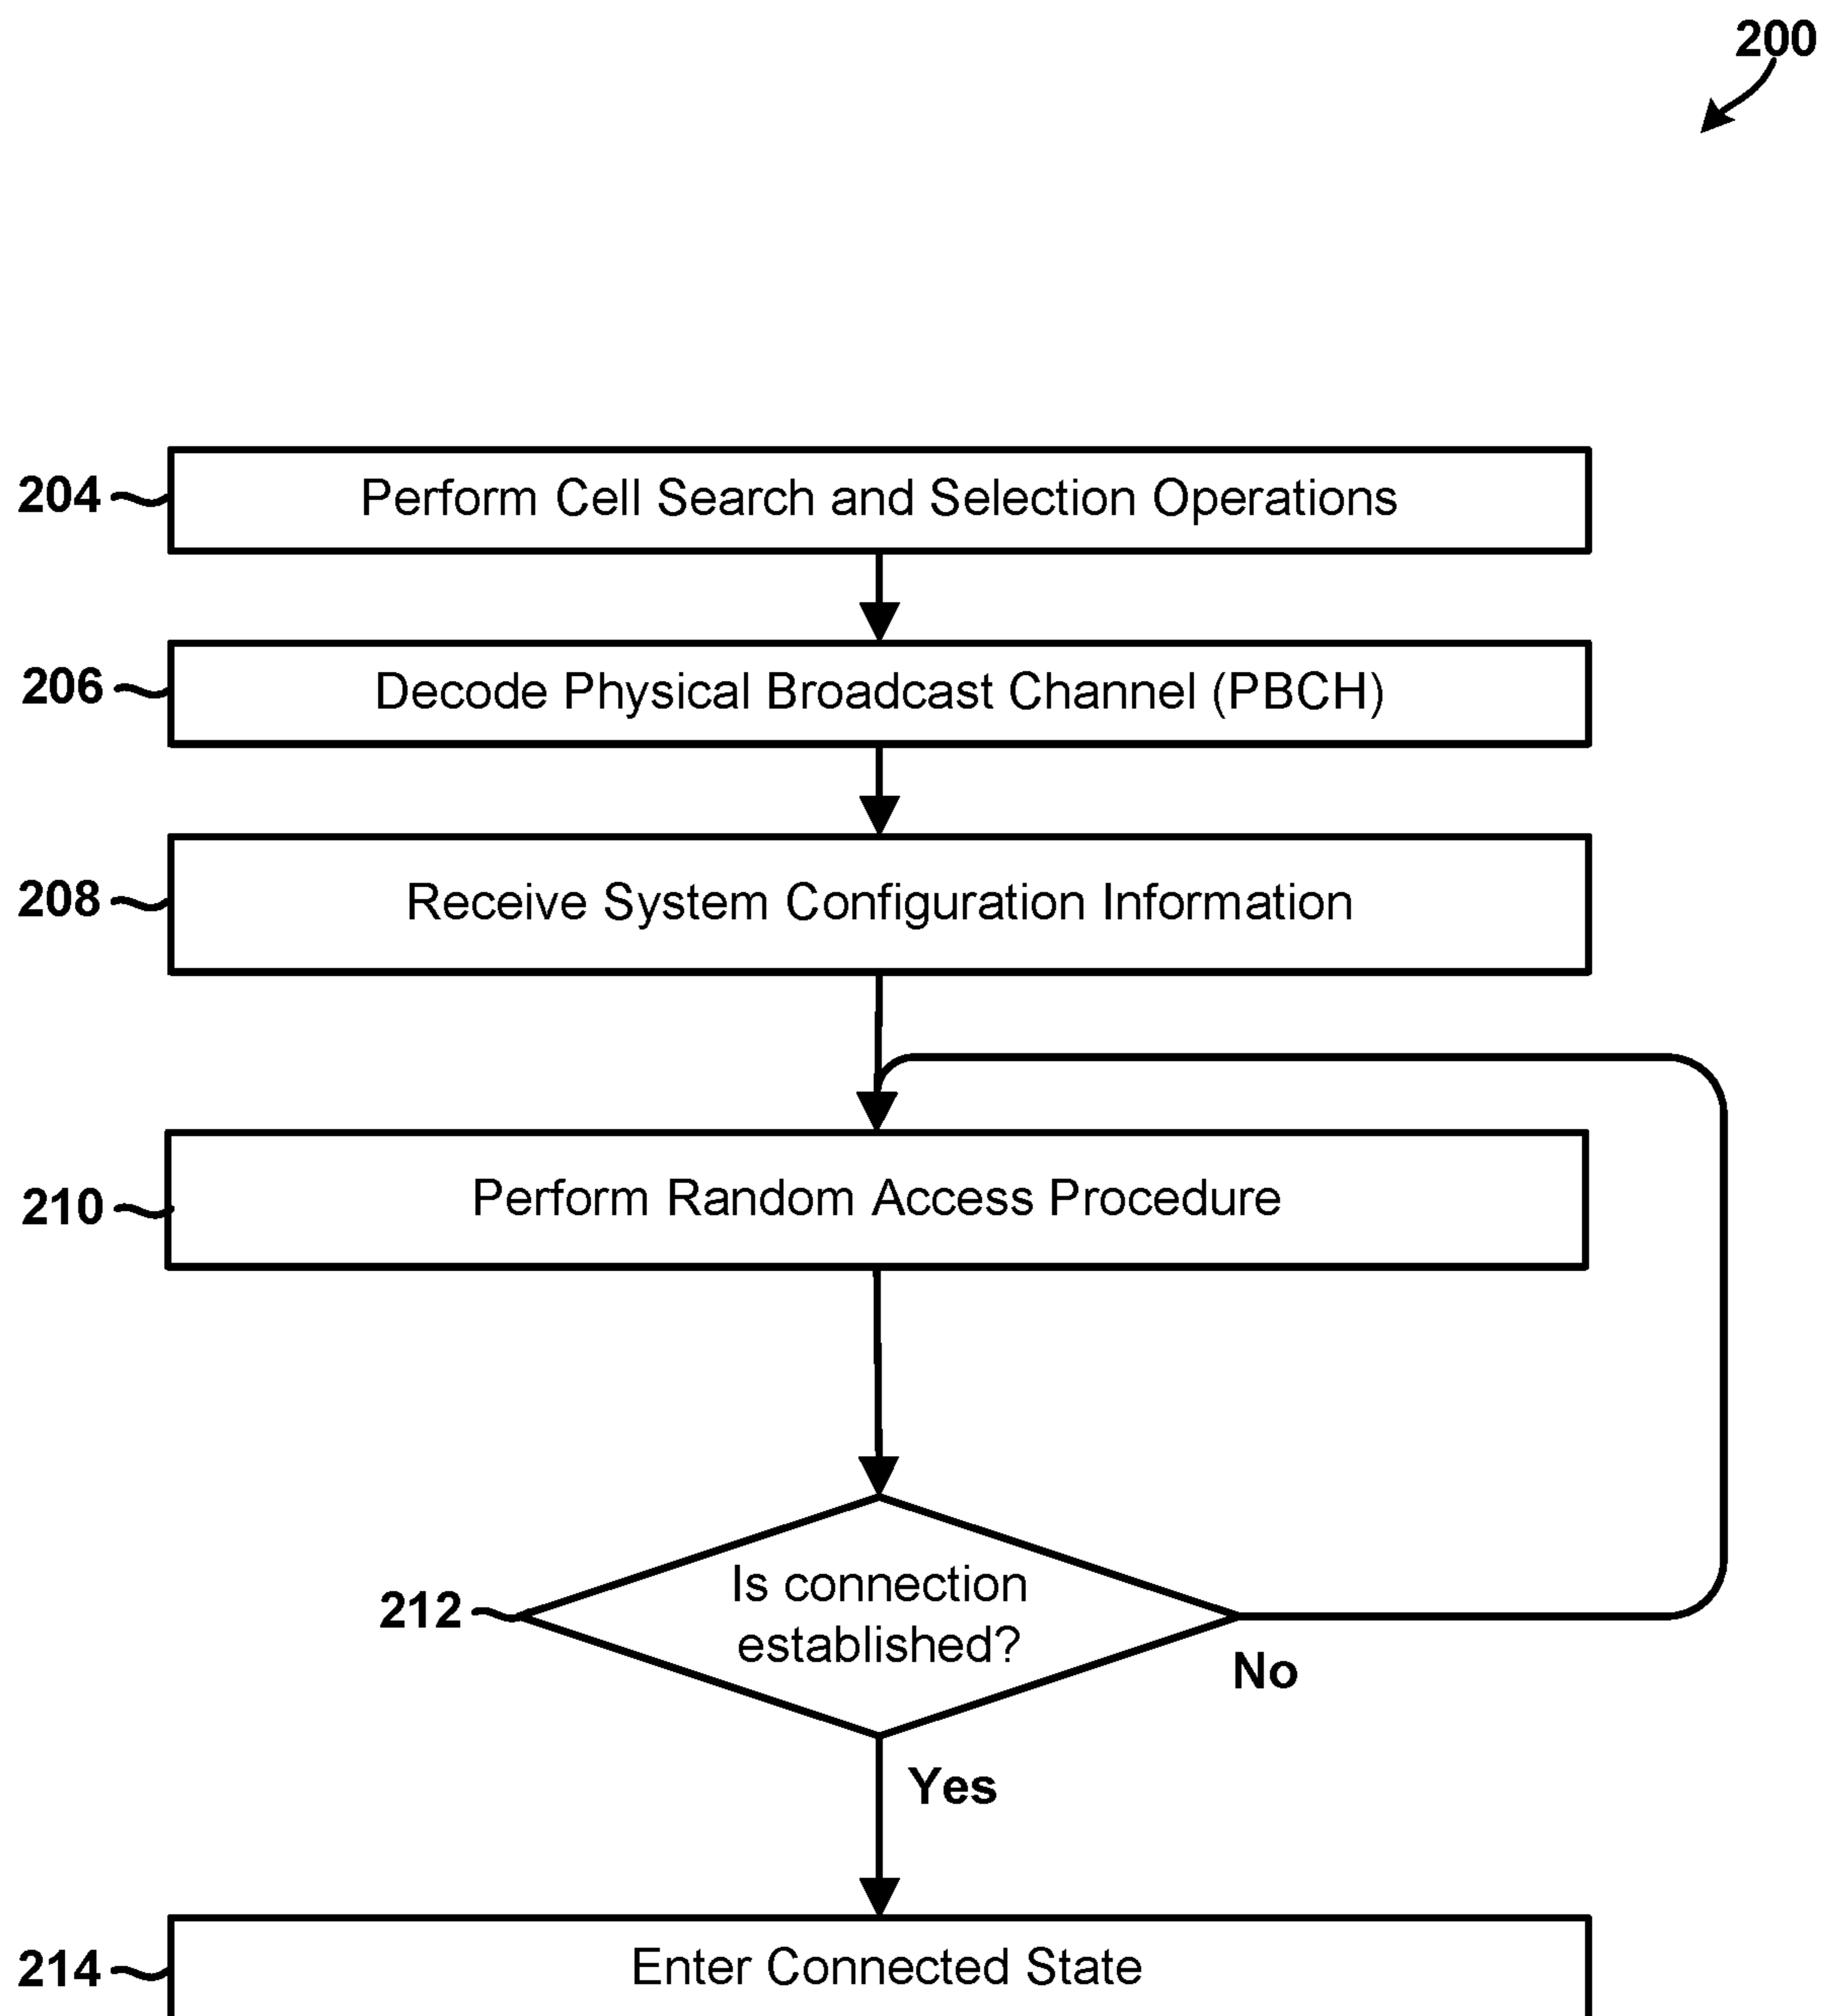 200
204
Perform Cell Search and Selection Operations
206
Decode Physical Broadcast Channel (PBCH)
208
Receive System Configuration Information
210
Perform Random Access Procedure
212
Is connection
established?
No
Yes
214
Enter Connected State